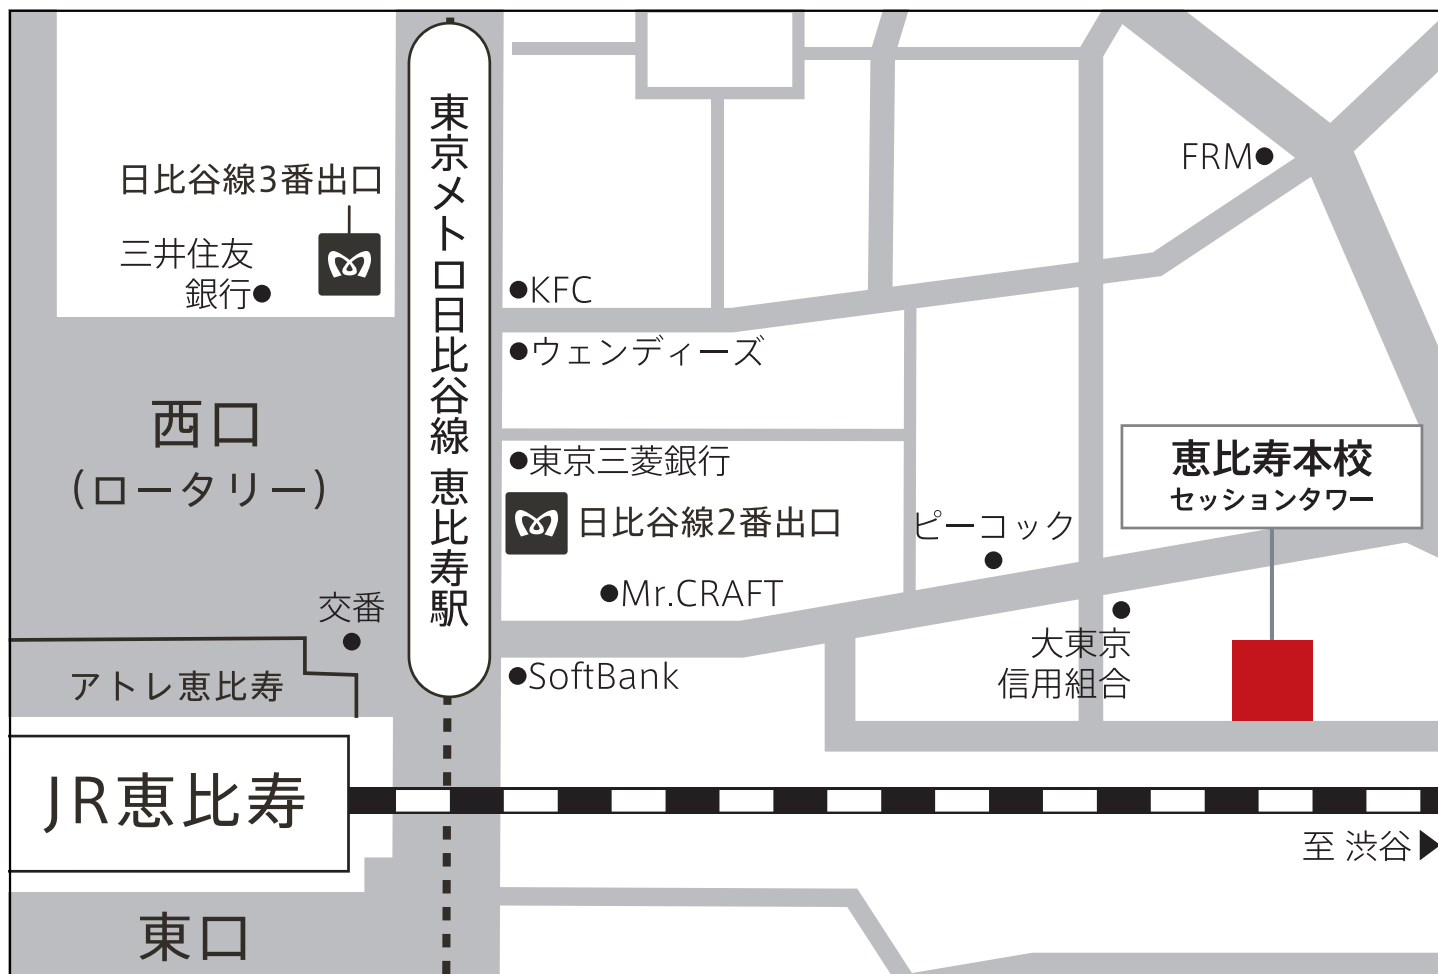 東京メトロ日比谷線 恵比寿駅
日比谷線3番出口
三井住友
銀行
FRM
KFC
ウェンディーズ
西口
(ロータリー)
東京三菱銀行
日比谷線2番出口
恵比寿本校
セッションタワー
ピーコック
Mr.CRAFT
交番
大東京
信用組合
アトレ恵比寿
SoftBank
JR恵比寿
至 渋谷
東口